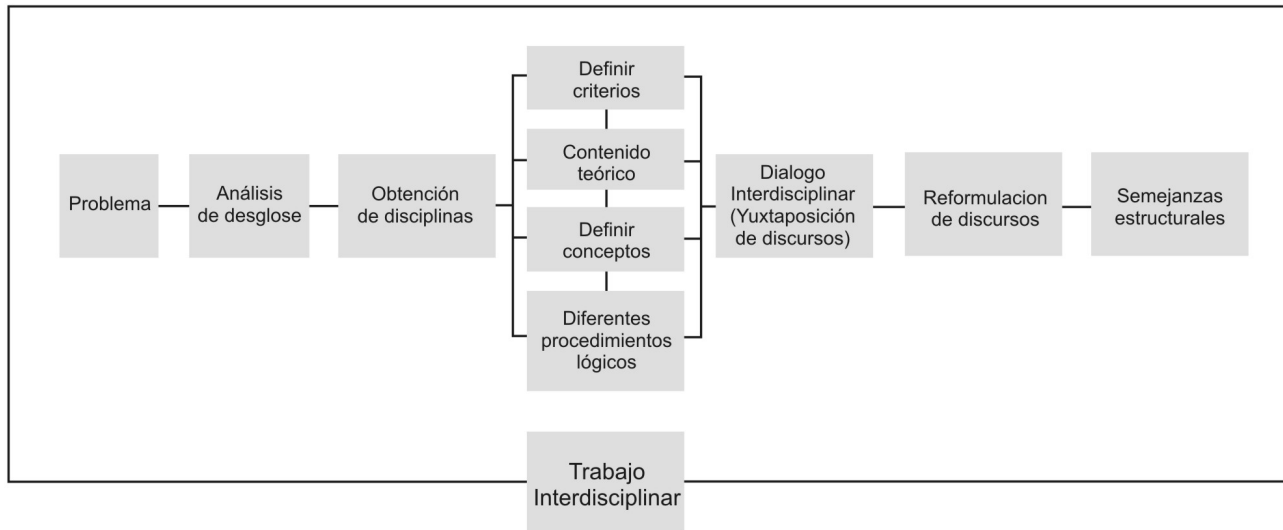 Problema
Análisis
de desglose
Obtención
de disciplinas
Definir
criterios
Contenido
teórico
Definir
conceptos
Diferentes
procedimientos
lógicos
Dialogo
Interdisciplinar
(Yuxtaposición
de discursos)
Reformulacion
de discursos
Semejanzas
estructurales
Trabajo
Interdisciplinar